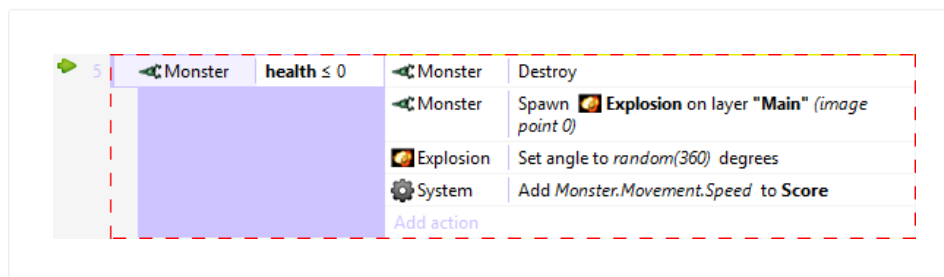 5 Monster health ≤ 0 Monster Destroy
Monster Spawn Explosion on layer "Main" (image
point 0)
Explosion Set angle to random(360) degrees
System Add Monster.Movement.Speed to Score
Add action